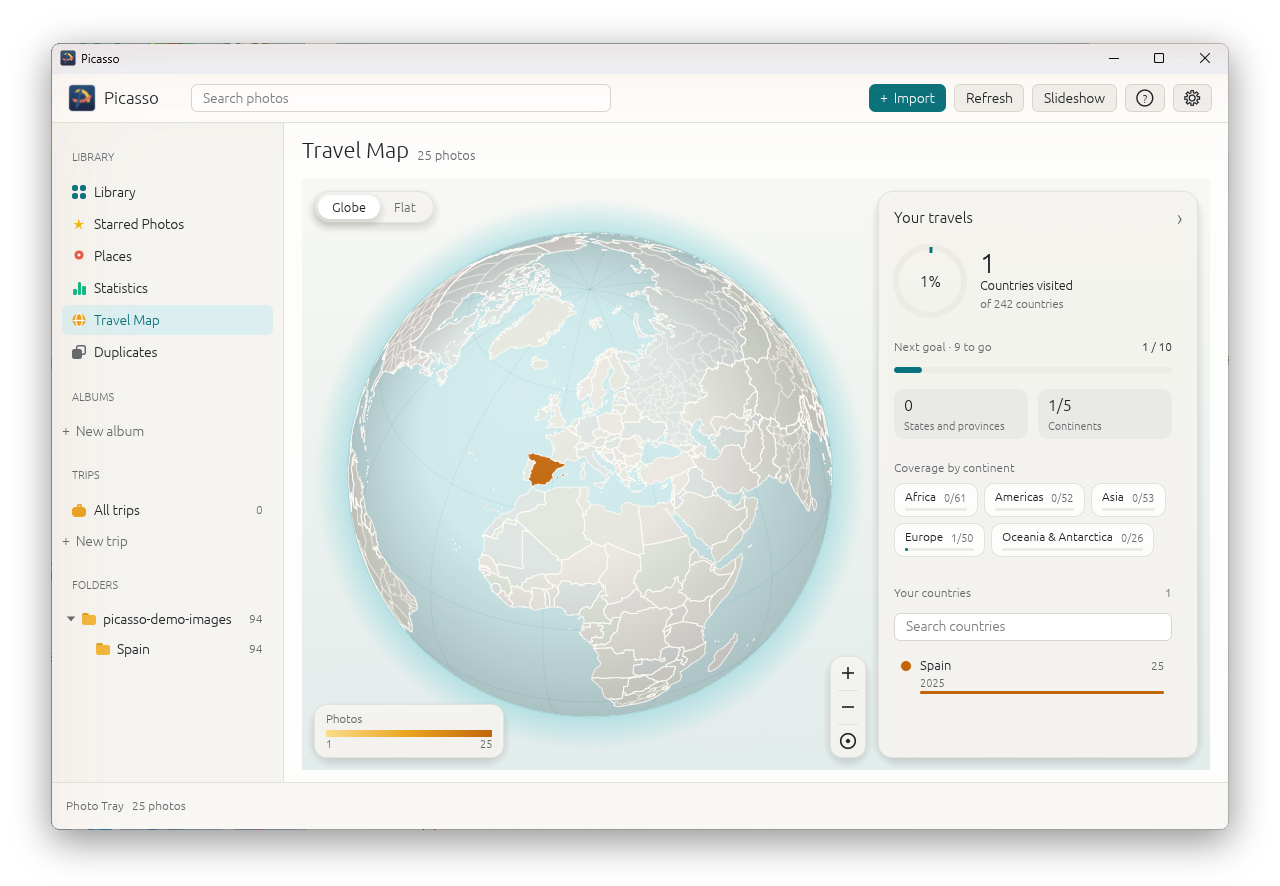 Picasso
Picasso
Search photos
+ Import
Refresh
Slideshow
?
LIBRARY
Library
Starred Photos
Places
Statistics
Travel Map
Duplicates
ALBUMS
+ New album
TRIPS
All trips 0
+ New trip
FOLDERS
picasso-demo-images 94
Spain 94
Travel Map 25 photos
Globe Flat
Photos
1 25
Your travels
1%
1
Countries visited
of 242 countries
Next goal · 9 to go 1 / 10
0
States and provinces
1/5
Continents
Coverage by continent
Africa 0/61
Americas 0/52
Asia 0/53
Europe 1/50
Oceania & Antarctica 0/26
Your countries 1
Search countries
Spain 25
2025
Photo Tray 25 photos